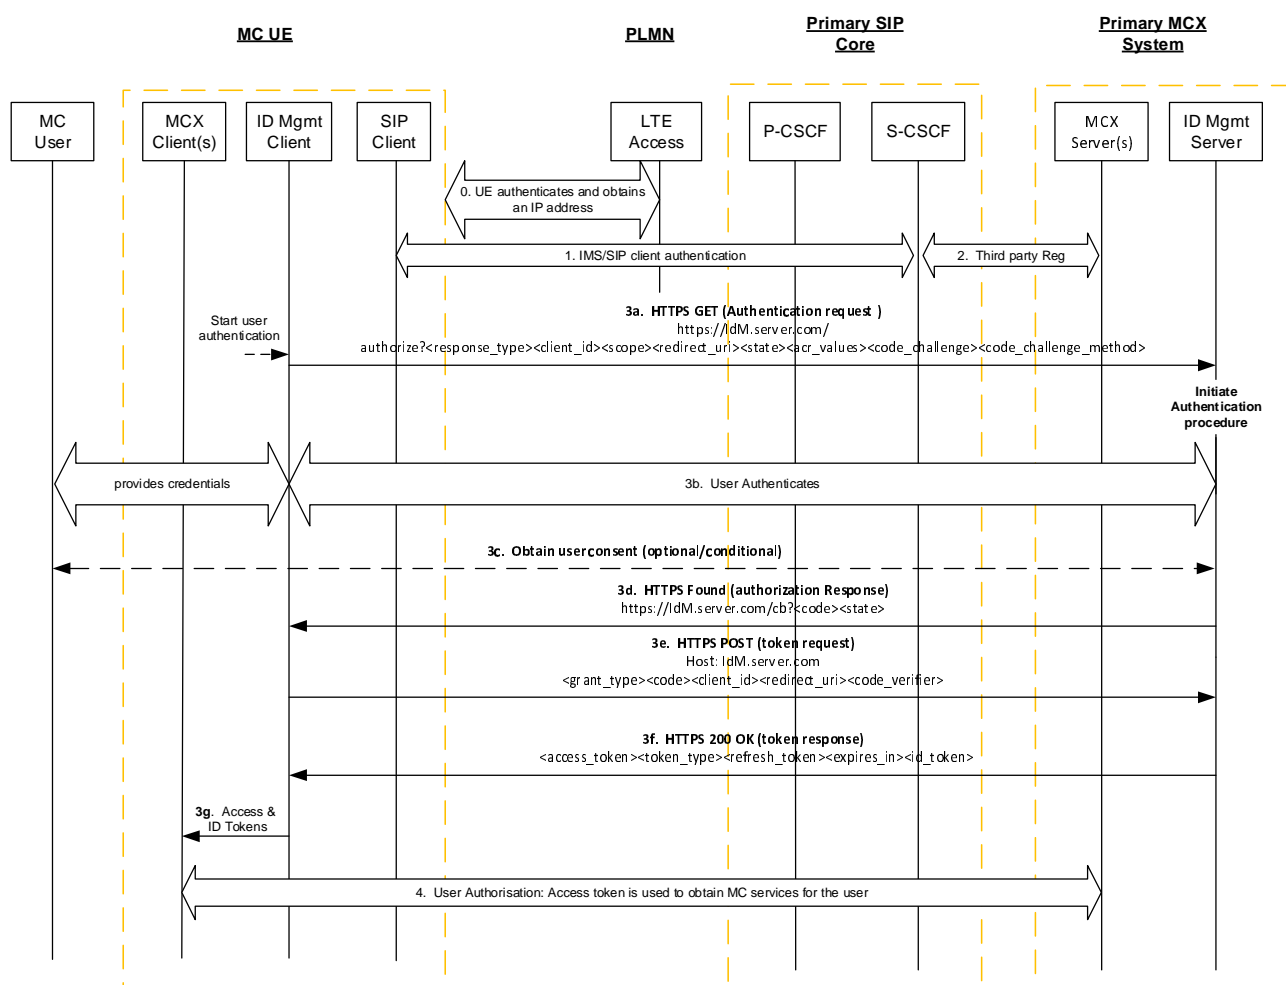 MC UE
PLMN
Primary SIP
Core
Primary MCX
System
MC
User
MCX
Client(s)
ID Mgmt
Client
SIP
Client
LTE
Access
P-CSCF
S-CSCF
MCX
Server(s)
ID Mgmt
Server
0. UE authenticates and obtains
an IP address
1. IMS/SIP client authentication
2. Third party Reg
Start user
authentication
3a. HTTPS GET (Authentication request )
https://IdM.server.com/
authorize?<response_type><client_id><scope><redirect_uri><state><acr_values><code_challenge><code_challenge_method>
Initiate
Authentication
procedure
provides credentials
3b. User Authenticates
3c. Obtain user consent (optional/conditional)
3d. HTTPS Found (authorization Response)
https://IdM.server.com/cb?<code><state>
3e. HTTPS POST (token request)
Host: IdM.server.com
<grant_type><code><client_id><redirect_uri><code_verifier>
3f. HTTPS 200 OK (token response)
<access_token><token_type><refresh_token><expires_in><id_token>
3g. Access &
ID Tokens
4. User Authorisation: Access token is used to obtain MC services for the user